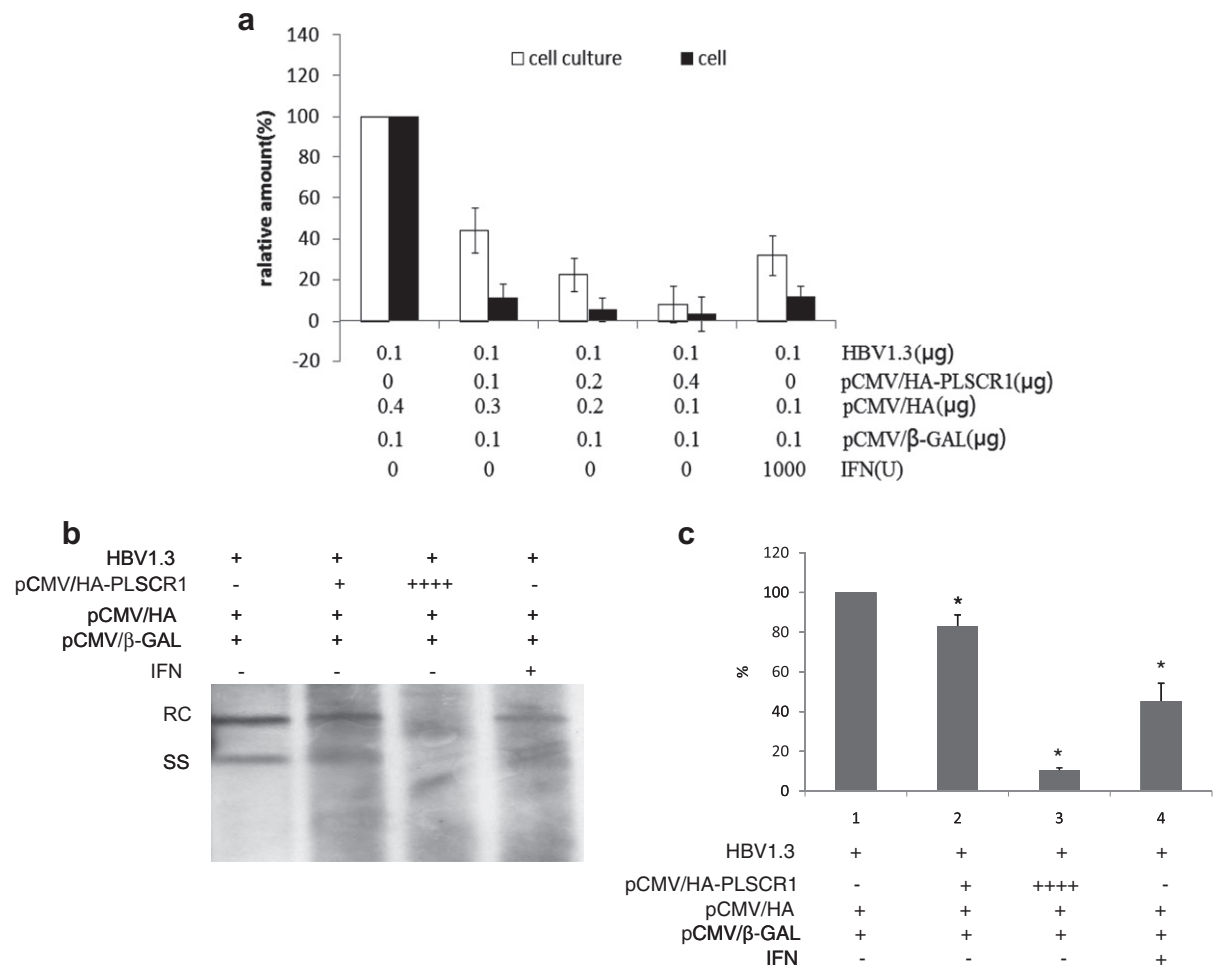 a
140
120
100
80
60
40
20
0
-20
ralative amount(%)
cell culture cell
0.1 0.1 0.1 0.1 0.1 HBV1.3(μg)
0 0.1 0.2 0.4 0 pCMV/HA-PLSCR1(μg)
0.4 0.3 0.2 0.1 0.1 pCMV/HA(μg)
0.1 0.1 0.1 0.1 0.1 pCMV/β-GAL(μg)
0 0 0 0 1000 IFN(U)
b
HBV1.3 + + + +
pCMV/HA-PLSCR1 - + ++++ -
pCMV/HA + + + +
pCMV/β-GAL + + + +
IFN - - - +
RC
SS
c
120
100
80
60
40
20
0
%
* * *
1 2 3 4
HBV1.3 + + + +
pCMV/HA-PLSCR1 - + ++++ -
pCMV/HA + + + +
pCMV/β-GAL + + + +
IFN - - - +